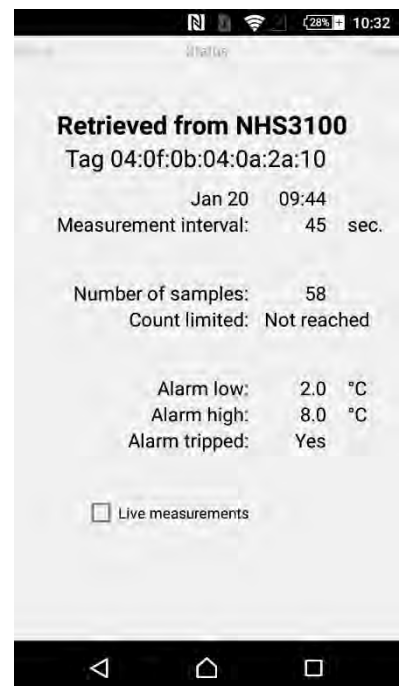 28% 10:32
Status
Retrieved from NHS3100
Tag 04:0f:0b:04:0a:2a:10
Jan 20 09:44
Measurement interval: 45 sec.
Number of samples: 58
Count limited: Not reached
Alarm low: 2.0 °C
Alarm high: 8.0 °C
Alarm tripped: Yes
Live measurements